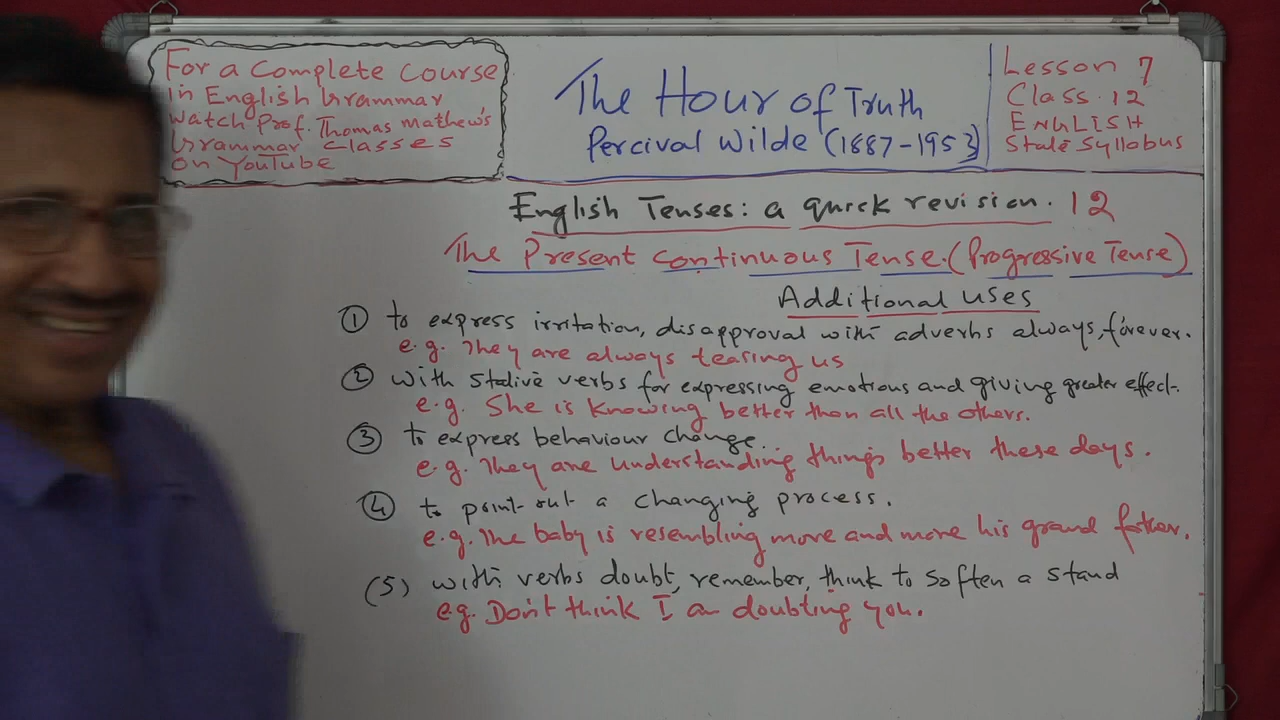 For a Complete Course
in English Grammar
Watch Prof. Thomas Mathew's
Grammar Classes
on YouTube
The Hour of Truth
Percival Wilde (1887-1953)
Lesson 7
Class. 12
ENGLISH
State Syllabus
English Tenses: a quick revision. 12
The Present Continuous Tense. (Progressive Tense)
Additional Uses
① to express irritation, disapproval with adverbs always, forever.
e.g. They are always teasing us
② with stative verbs for expressing emotions and giving greater effect.
e.g. She is knowing better than all the others.
③ to express behaviour change..
e.g. They are understanding things better these days.
④ to point out a changing process.
e.g. The baby is resembling more and more his grand father.
(5) with verbs doubt, remember, think to soften a stand
e.g. Don't think I am doubting you.